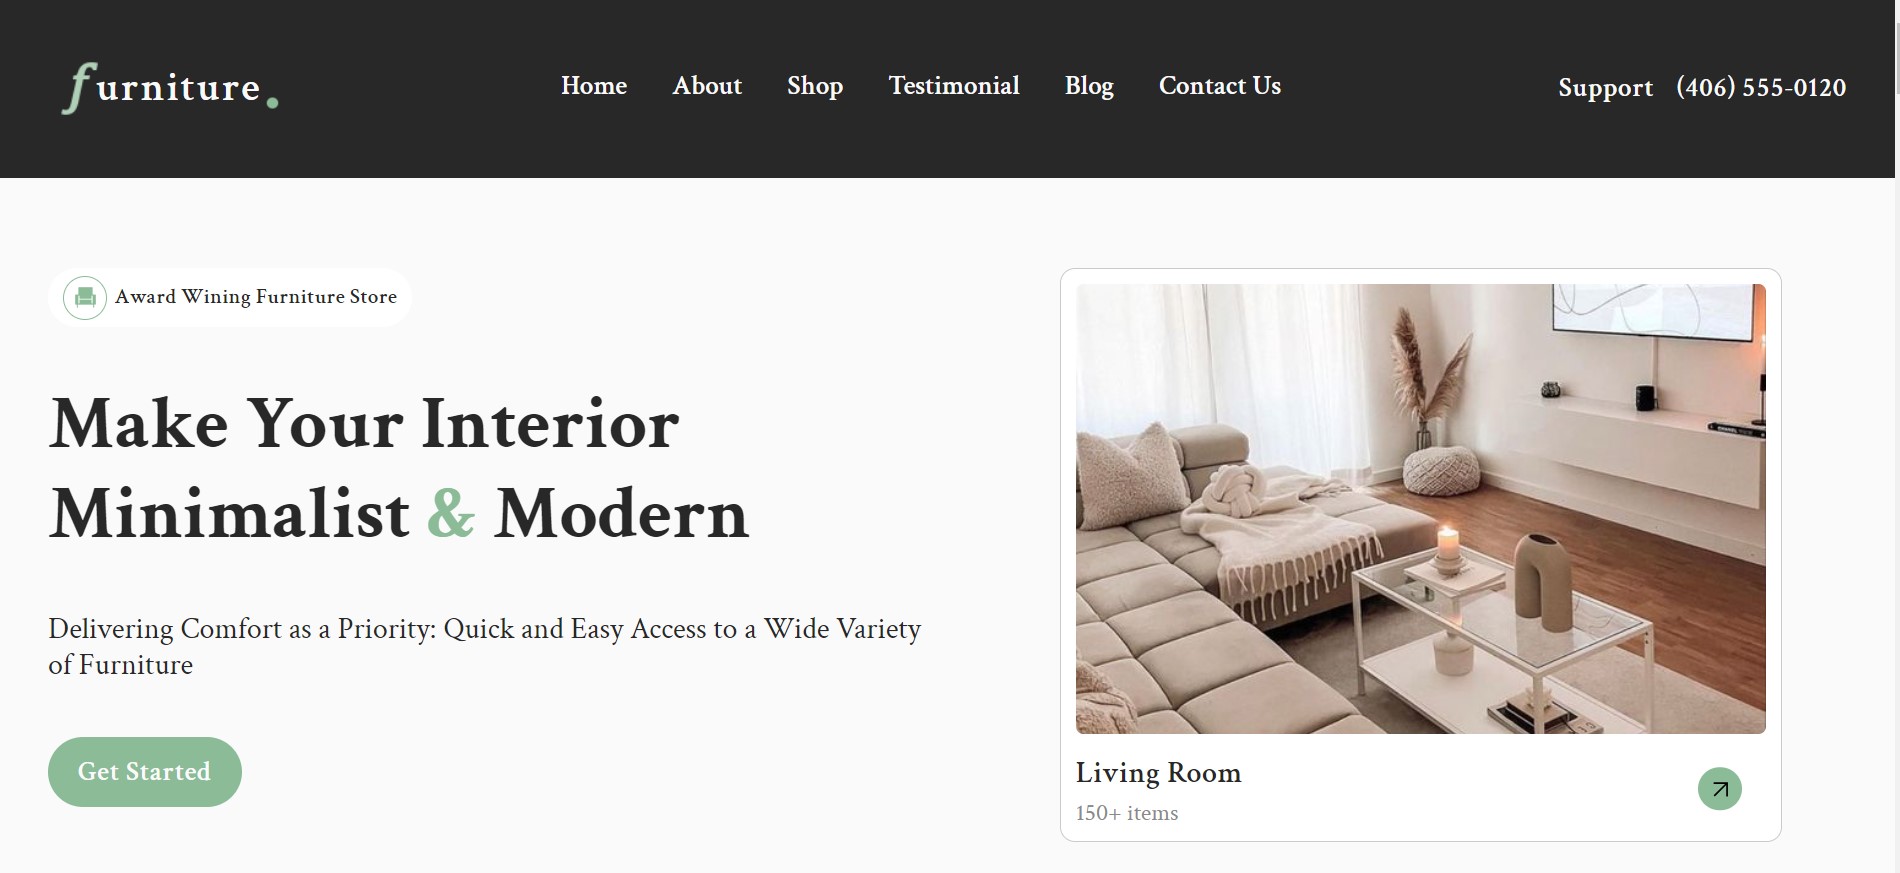 furniture.
Home About Shop Testimonial Blog Contact Us
Support (406) 555-0120
Award Wining Furniture Store
Make Your Interior
Minimalist & Modern
Delivering Comfort as a Priority: Quick and Easy Access to a Wide Variety
of Furniture
Get Started
Living Room
150+ items